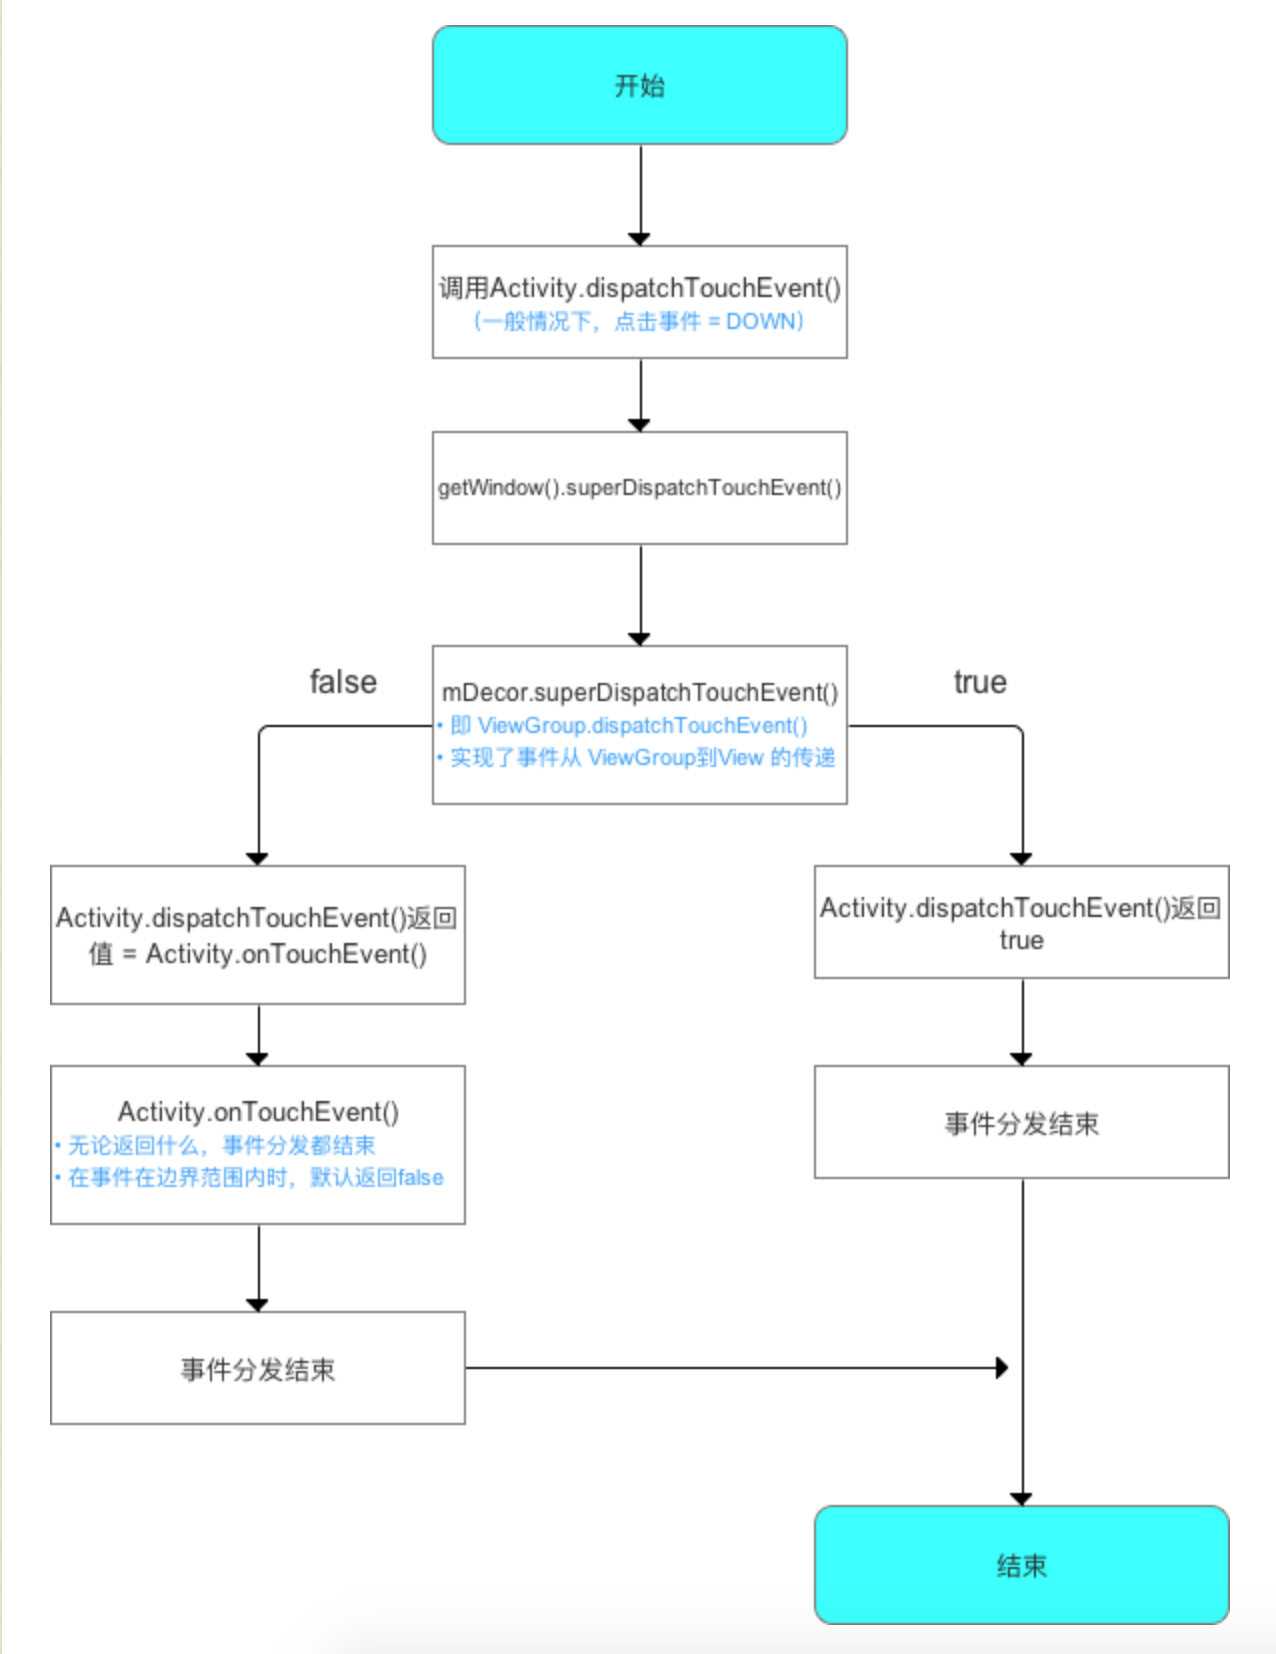 开始
调用Activity.dispatchTouchEvent()
（一般情况下，点击事件 = DOWN）
getWindow().superDispatchTouchEvent()
false
true
mDecor.superDispatchTouchEvent()
• 即 ViewGroup.dispatchTouchEvent()
• 实现了事件从 ViewGroup到View 的传递
Activity.dispatchTouchEvent()返回
值 = Activity.onTouchEvent()
Activity.dispatchTouchEvent()返回
true
Activity.onTouchEvent()
• 无论返回什么，事件分发都结束
• 在事件在边界范围内时，默认返回false
事件分发结束
事件分发结束
结束